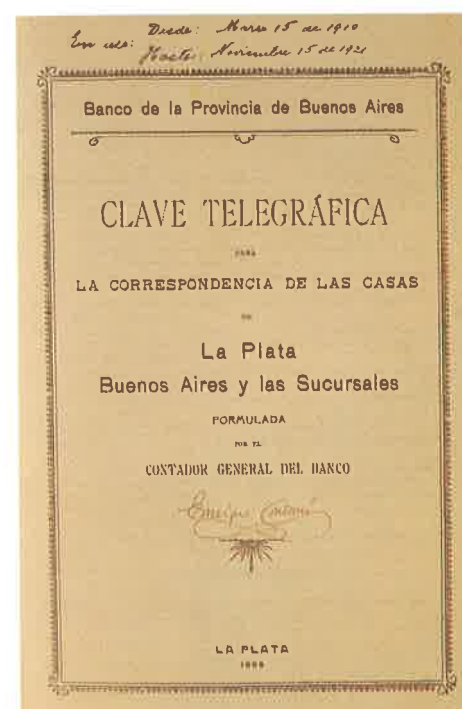 En uso: Desde: Marzo 15 de 1910
Hasta: Noviembre 15 de 1921
Banco de la Provincia de Buenos Aires
CLAVE TELEGRÁFICA
PARA
LA CORRESPONDENCIA DE LAS CASAS
DE
La Plata
Buenos Aires y las Sucursales
FORMULADA
POR EL
CONTADOR GENERAL DEL BANCO
Enrique
LA PLATA